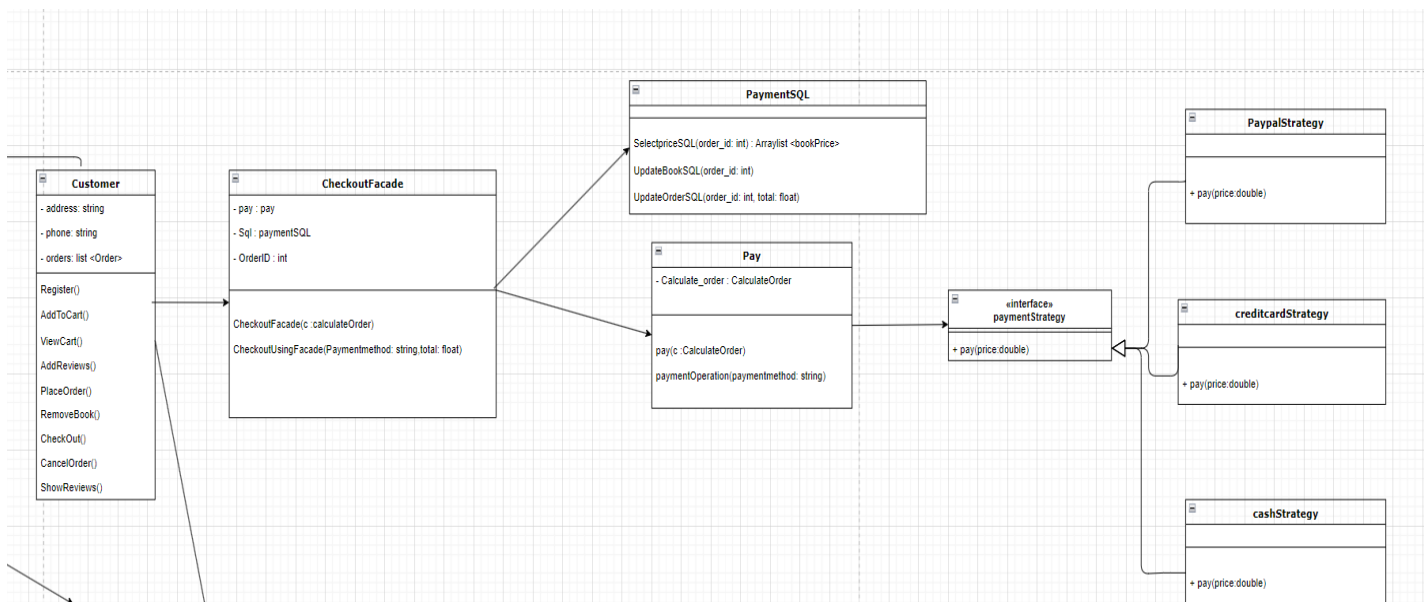 Customer
- address: string
- phone: string
- orders: list <Order>
Register()
AddToCart()
ViewCart()
AddReviews()
PlaceOrder()
RemoveBook()
CheckOut()
CancelOrder()
ShowReviews()
CheckoutFacade
- pay : pay
- Sql : paymentSQL
- OrderID : int
CheckoutFacade(c :calculateOrder)
CheckoutUsingFacade(Paymentmethod: string,total: float)
PaymentSQL
SelectpriceSQL(order_id: int) : Arraylist <bookPrice>
UpdateBookSQL(order_id: int)
UpdateOrderSQL(order_id: int, total: float)
Pay
- Calculate_order : CalculateOrder
pay(c :CalculateOrder)
paymentOperation(paymentmethod: string)
«interface»
paymentStrategy
+ pay(price:double)
PaypalStrategy
+ pay(price:double)
creditcardStrategy
+ pay(price:double)
cashStrategy
+ pay(price:double)